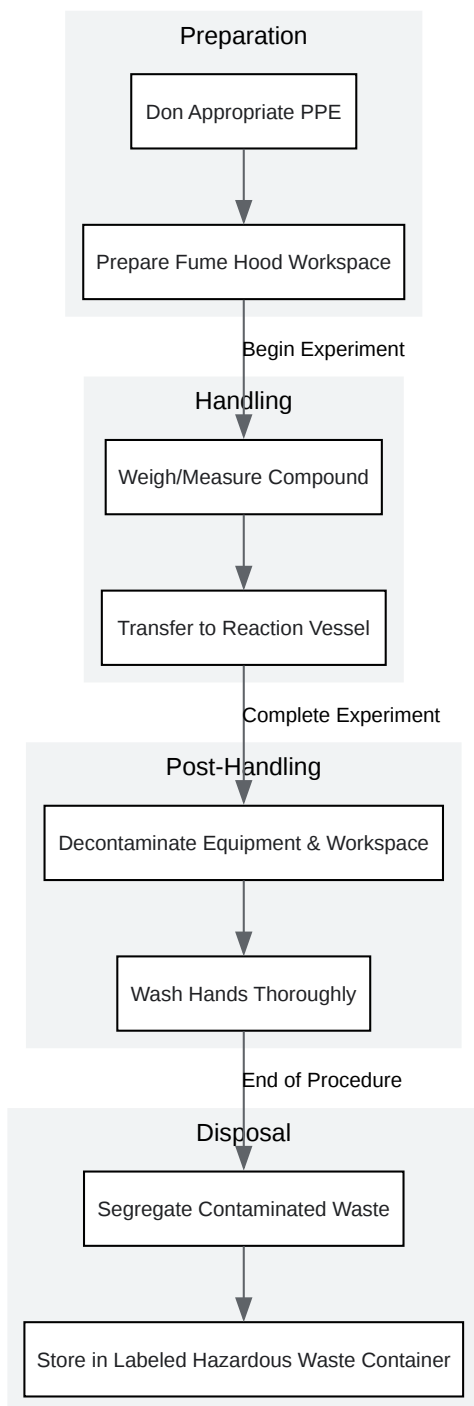 Preparation
Don Appropriate PPE
Prepare Fume Hood Workspace
Begin Experiment
Handling
Weigh/Measure Compound
Transfer to Reaction Vessel
Complete Experiment
Post-Handling
Decontaminate Equipment & Workspace
Wash Hands Thoroughly
End of Procedure
Disposal
Segregate Contaminated Waste
Store in Labeled Hazardous Waste Container